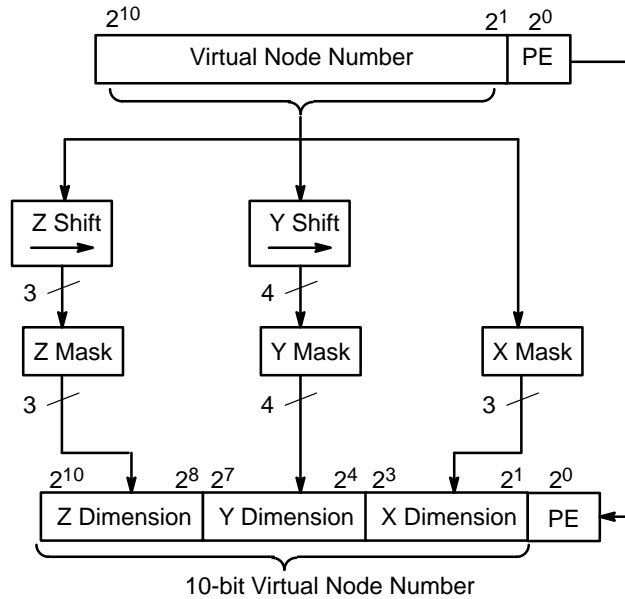 2^10 2^1 2^0
Virtual Node Number PE
Z Shift Y Shift
3 4
Z Mask Y Mask X Mask
3 4 3
2^10 2^8 2^7 2^4 2^3 2^1 2^0
Z Dimension Y Dimension X Dimension PE
10-bit Virtual Node Number